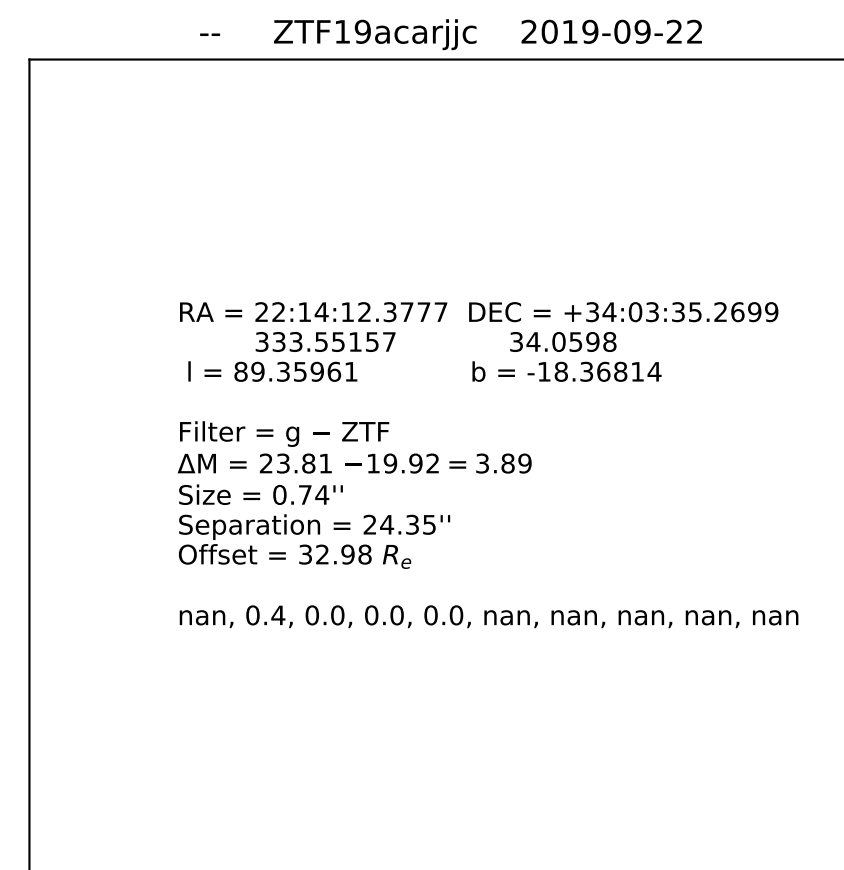 -- ZTF19acarjjc 2019-09-22
RA = 22:14:12.3777 DEC = +34:03:35.2699
333.55157 34.0598
l = 89.35961 b = -18.36814
Filter = g − ZTF
ΔM = 23.81 −19.92 = 3.89
Size = 0.74''
Separation = 24.35''
Offset = 32.98 Re
nan, 0.4, 0.0, 0.0, 0.0, nan, nan, nan, nan, nan